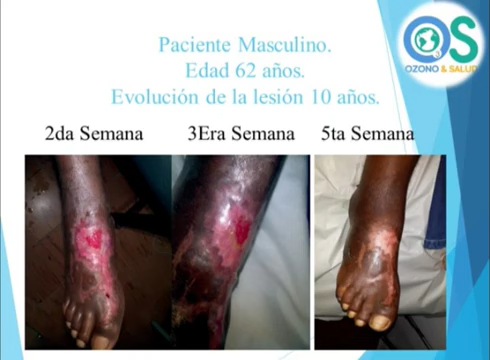 Paciente Masculino.
Edad 62 años.
Evolución de la lesión 10 años.
OS
OZONO & SALUD
2da Semana
3Era Semana
5ta Semana